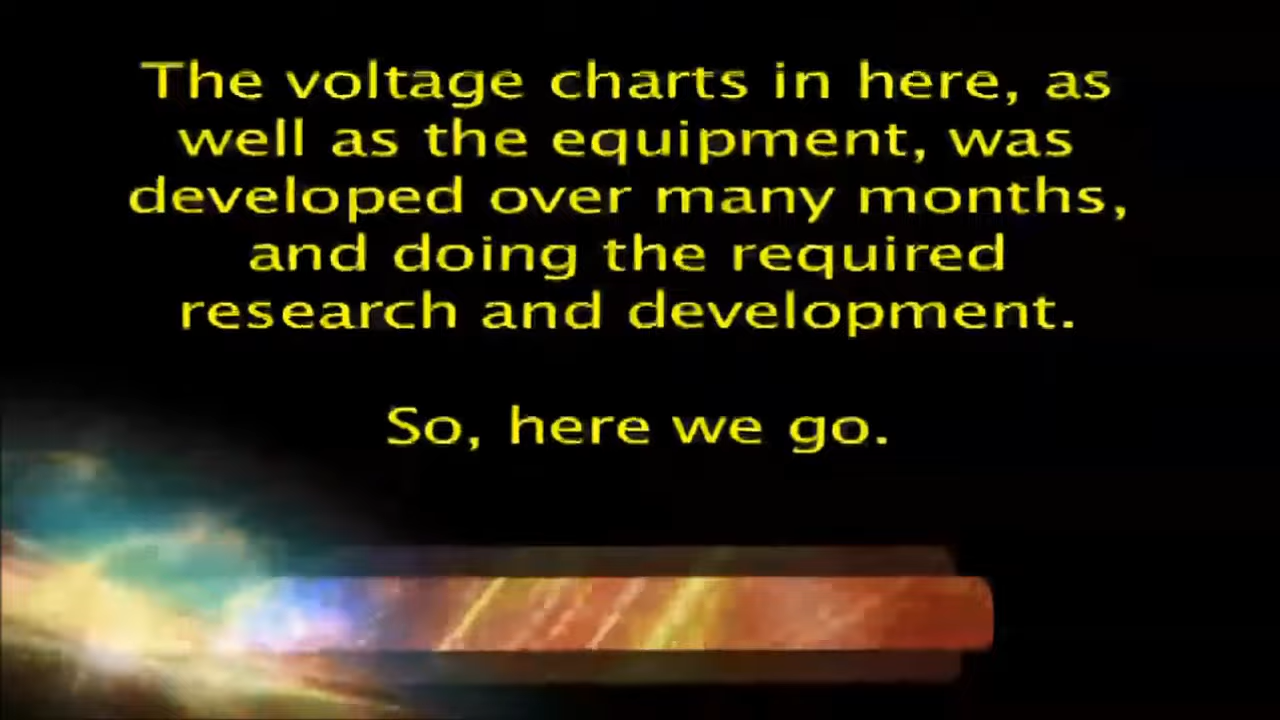 The voltage charts in here, as
well as the equipment, was
developed over many months,
and doing the required
research and development.
So, here we go.